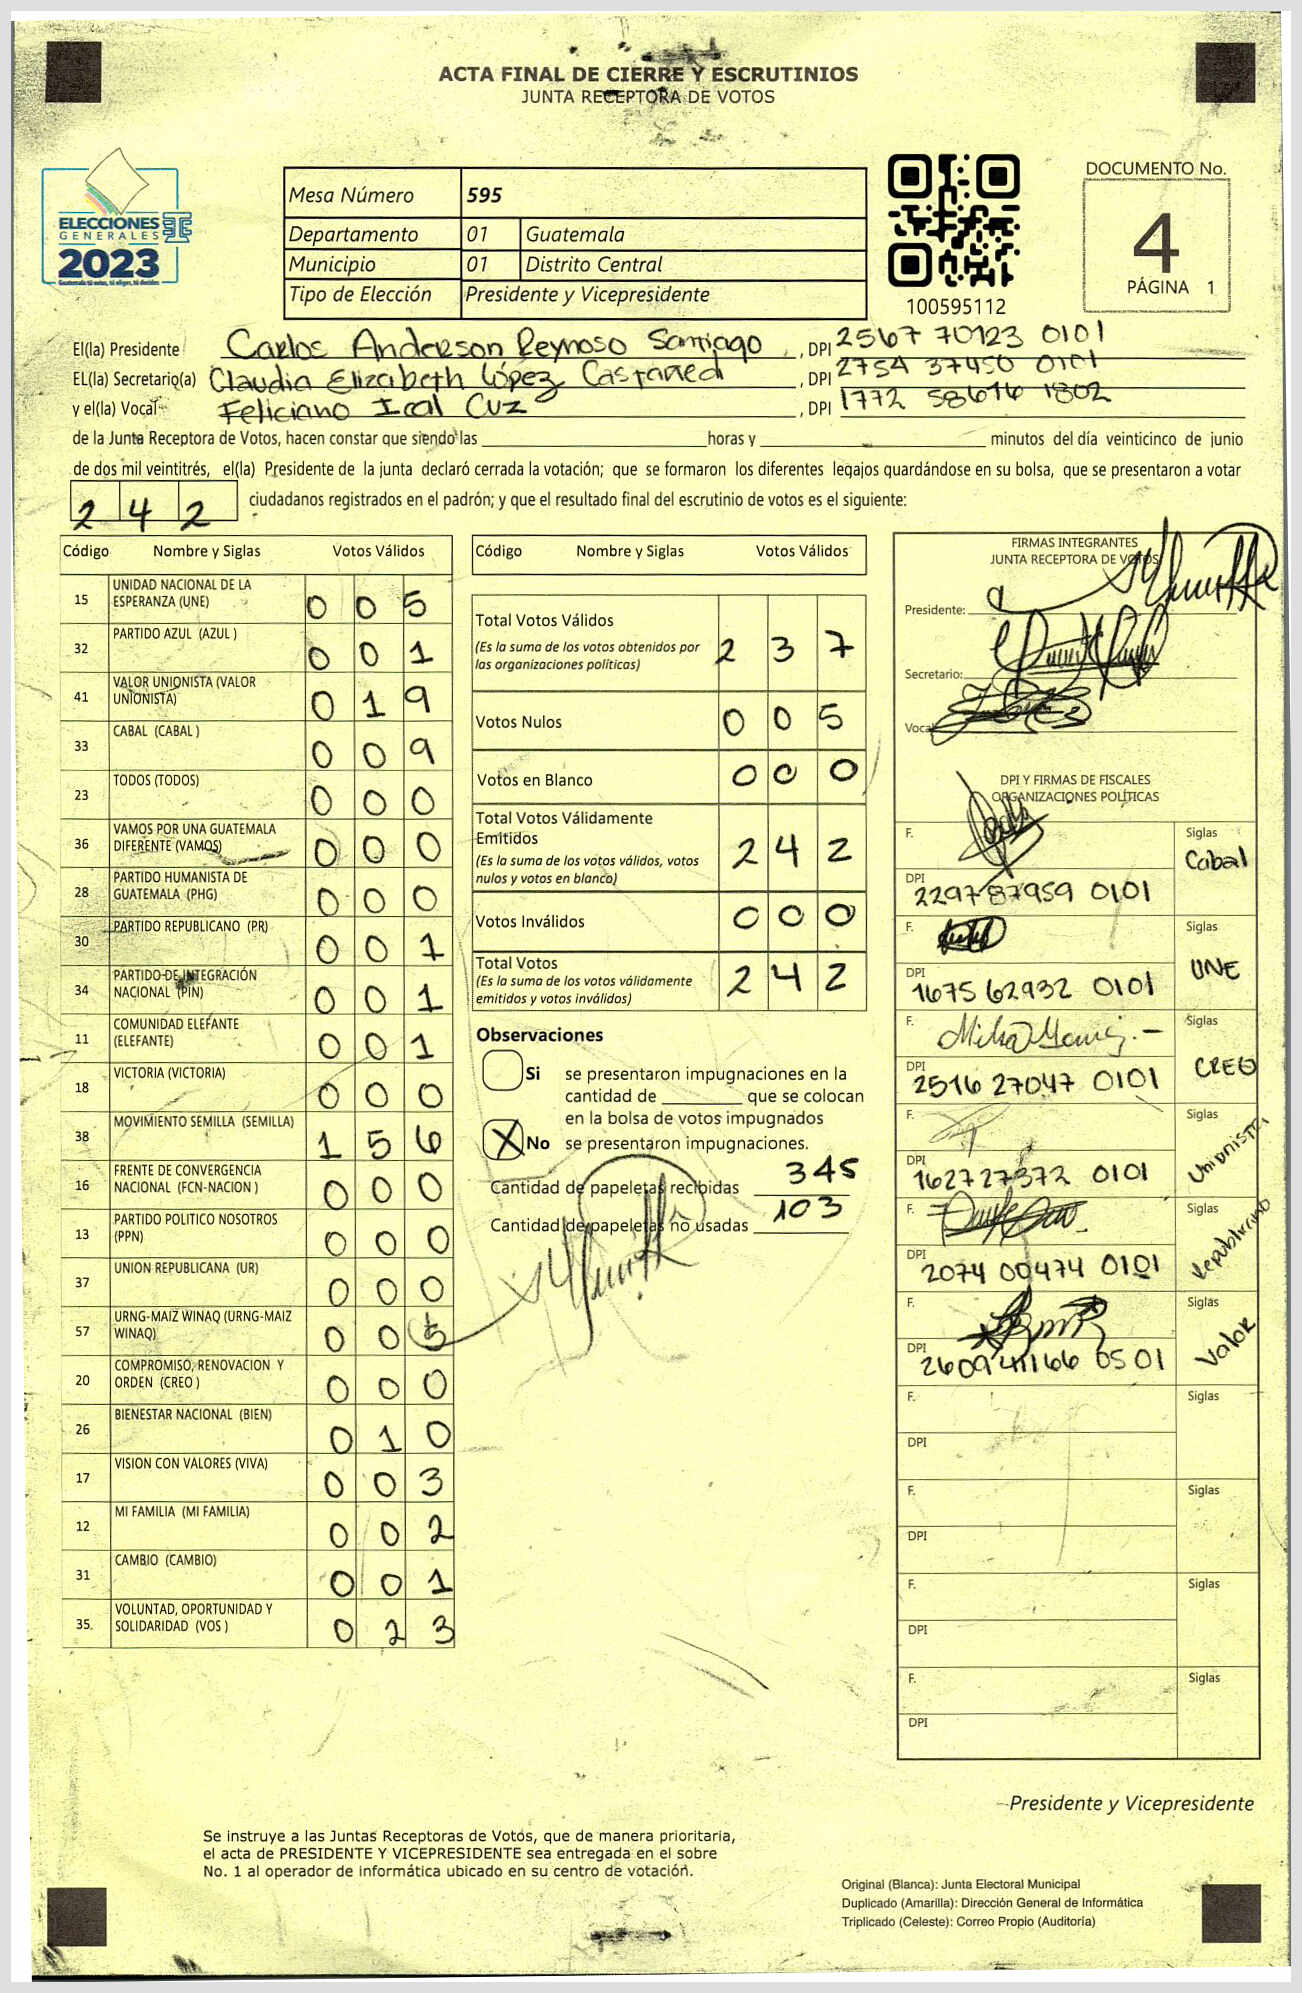 ACTA FINAL DE CIERRE Y ESCRUTINIOS
JUNTA RECEPTORA DE VOTOS
ELECCIONES
GENERALES
2023
Guatemala tú votas, tú eliges, tú decides
Mesa Número 595
Departamento 01 Guatemala
Municipio 01 Distrito Central
Tipo de Elección Presidente y Vicepresidente
100595112
DOCUMENTO No.
4
PÁGINA 1
El(la) Presidente Carlos Anderson Reynoso Santiago , DPI 2567 70123 0101
EL(la) Secretario(a) Claudia Elizabeth López Castañed , DPI 2754 37450 0101
y el(la) Vocal Feliciano Ical Cuz , DPI 1772 58616 1802
de la Junta Receptora de Votos, hacen constar que siendo las horas y minutos del día veinticinco de junio
de dos mil veintitrés, el(la) Presidente de la junta declaró cerrada la votación; que se formaron los diferentes legajos guardándose en su bolsa, que se presentaron a votar
242 ciudadanos registrados en el padrón; y que el resultado final del escrutinio de votos es el siguiente:
Código Nombre y Siglas Votos Válidos
15 UNIDAD NACIONAL DE LA ESPERANZA (UNE) 0 0 5
32 PARTIDO AZUL (AZUL ) 0 0 1
41 VALOR UNIONISTA (VALOR UNIONISTA) 0 1 9
33 CABAL (CABAL ) 0 0 9
23 TODOS (TODOS) 0 0 0
36 VAMOS POR UNA GUATEMALA DIFERENTE (VAMOS) 0 0 0
28 PARTIDO HUMANISTA DE GUATEMALA (PHG) 0 0 0
30 PARTIDO REPUBLICANO (PR) 0 0 1
34 PARTIDO DE INTEGRACIÓN NACIONAL (PIN) 0 0 1
11 COMUNIDAD ELEFANTE (ELEFANTE) 0 0 1
18 VICTORIA (VICTORIA) 0 0 0
38 MOVIMIENTO SEMILLA (SEMILLA) 1 5 6
16 FRENTE DE CONVERGENCIA NACIONAL (FCN-NACION ) 0 0 0
13 PARTIDO POLITICO NOSOTROS (PPN) 0 0 0
37 UNION REPUBLICANA (UR) 0 0 0
57 URNG-MAIZ WINAQ (URNG-MAIZ WINAQ) 0 0 5
20 COMPROMISO, RENOVACION Y ORDEN (CREO ) 0 0 0
26 BIENESTAR NACIONAL (BIEN) 0 1 0
17 VISION CON VALORES (VIVA) 0 0 3
12 MI FAMILIA (MI FAMILIA) 0 0 2
31 CAMBIO (CAMBIO) 0 0 1
35. VOLUNTAD, OPORTUNIDAD Y SOLIDARIDAD (VOS ) 0 2 3
Código Nombre y Siglas Votos Válidos
Total Votos Válidos 2 3 7
(Es la suma de los votos obtenidos por
las organizaciones políticas)
Votos Nulos 0 0 5
Votos en Blanco 0 0 0
Total Votos Válidamente
Emitidos 2 4 2
(Es la suma de los votos válidos, votos
nulos y votos en blanco)
Votos Inválidos 0 0 0
Total Votos 2 4 2
(Es la suma de los votos válidamente
emitidos y votos inválidos)
Observaciones
Si se presentaron impugnaciones en la
cantidad de que se colocan
en la bolsa de votos impugnados
X No se presentaron impugnaciones.
Cantidad de papeletas recibidas 345
Cantidad de papeletas no usadas 103
FIRMAS INTEGRANTES
JUNTA RECEPTORA DE VOTOS
Presidente:
Secretario:
Vocal
DPI Y FIRMAS DE FISCALES
ORGANIZACIONES POLÍTICAS
F. Siglas
Cabal
DPI
2297 87959 0101
F. Siglas
UNE
DPI
1675 62932 0101
F. Siglas
CREO
DPI
2516 27047 0101
F. Siglas
Unionista
DPI
1627 27372 0101
F. Siglas
Republicano
DPI
2074 00474 0101
F. Siglas
Valor
DPI
2609 41166 0501
F. Siglas
DPI
F. Siglas
DPI
F. Siglas
DPI
F. Siglas
DPI
Presidente y Vicepresidente
Se instruye a las Juntas Receptoras de Votos, que de manera prioritaria,
el acta de PRESIDENTE Y VICEPRESIDENTE sea entregada en el sobre
No. 1 al operador de informática ubicado en su centro de votación.
Original (Blanca): Junta Electoral Municipal
Duplicado (Amarilla): Dirección General de Informática
Triplicado (Celeste): Correo Propio (Auditoría)